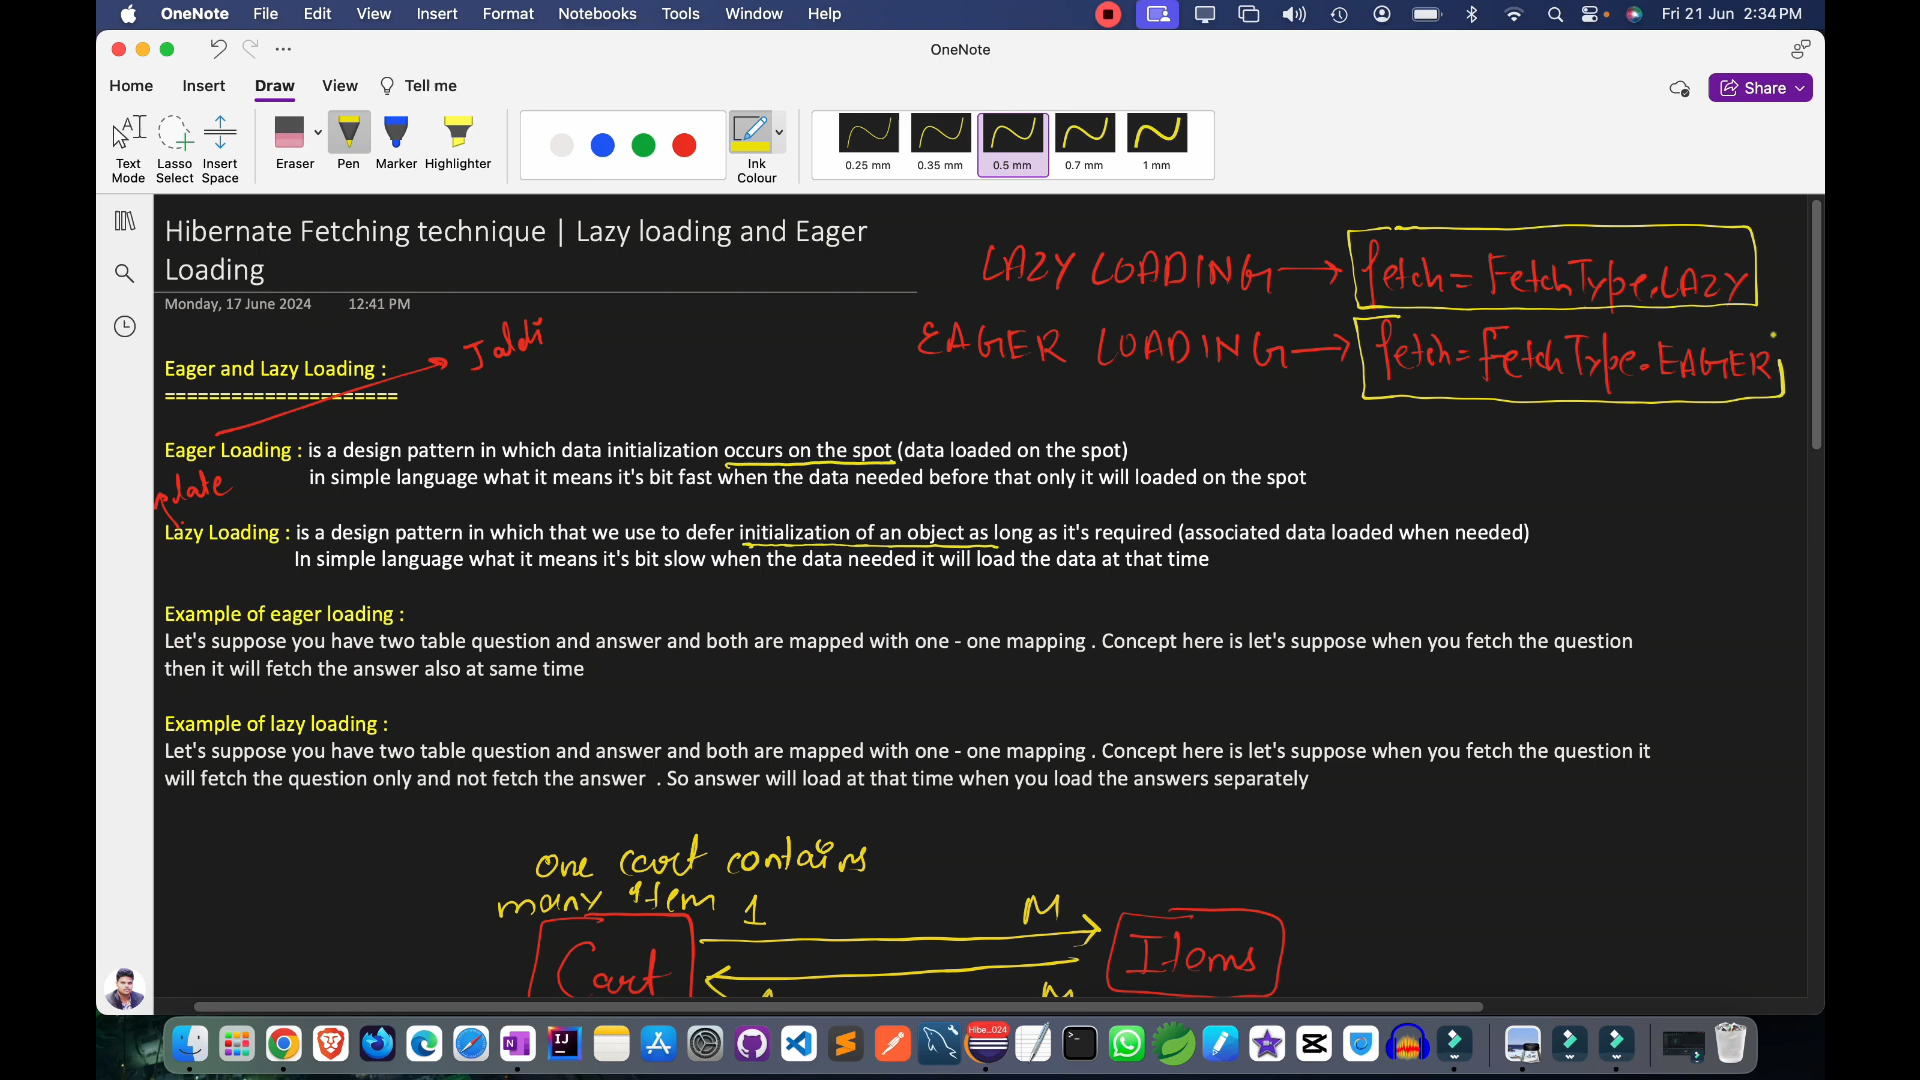 OneNote File Edit View Insert Format Notebooks Tools Window Help Fri 21 Jun 2:34 PM
OneNote
Home Insert Draw View Tell me Share
Text Mode
Lasso Select
Insert Space
Eraser
Pen
Marker
Highlighter
Ink Colour
0.25 mm 0.35 mm 0.5 mm 0.7 mm 1 mm
Hibernate Fetching technique | Lazy loading and Eager
Loading
Monday, 17 June 2024 12:41 PM
LAZY LOADING → fetch = FetchType.LAZY
EAGER LOADING → fetch = FetchType.EAGER
Jaldi
Eager and Lazy Loading :
=====================
Eager Loading : is a design pattern in which data initialization occurs on the spot (data loaded on the spot)
in simple language what it means it's bit fast when the data needed before that only it will loaded on the spot
late
Lazy Loading : is a design pattern in which that we use to defer initialization of an object as long as it's required (associated data loaded when needed)
In simple language what it means it's bit slow when the data needed it will load the data at that time
Example of eager loading :
Let's suppose you have two table question and answer and both are mapped with one - one mapping . Concept here is let's suppose when you fetch the question
then it will fetch the answer also at same time
Example of lazy loading :
Let's suppose you have two table question and answer and both are mapped with one - one mapping . Concept here is let's suppose when you fetch the question it
will fetch the question only and not fetch the answer . So answer will load at that time when you load the answers separately
One cart contains
many item 1 M
Cart Items
M
Hibe...024